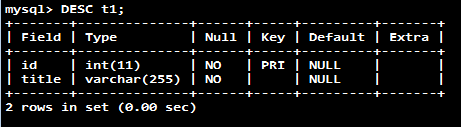 mysql> DESC t1;
+-------+--------------+------+-----+---------+-------+
| Field | Type         | Null | Key | Default | Extra |
+-------+--------------+------+-----+---------+-------+
| id    | int(11)      | NO   | PRI | NULL    |       |
| title | varchar(255) | NO   |     | NULL    |       |
+-------+--------------+------+-----+---------+-------+
2 rows in set (0.00 sec)